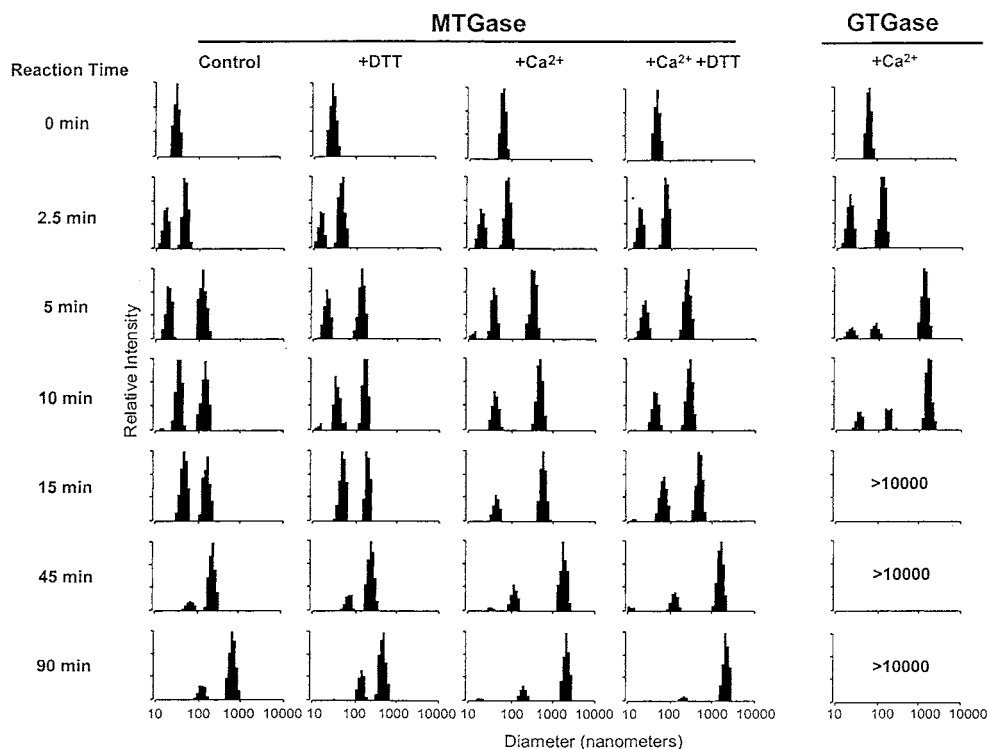 MTGase
GTGase
Reaction Time
Control
+DTT
+Ca²⁺
+Ca²⁺ +DTT
+Ca²⁺
0 min
2.5 min
5 min
10 min
15 min
>10000
45 min
>10000
90 min
>10000
Relative Intensity
10 100 1000 10000
10 100 1000 10000
10 100 1000 10000
10 100 1000 10000
10 100 1000 10000
Diameter (nanometers)